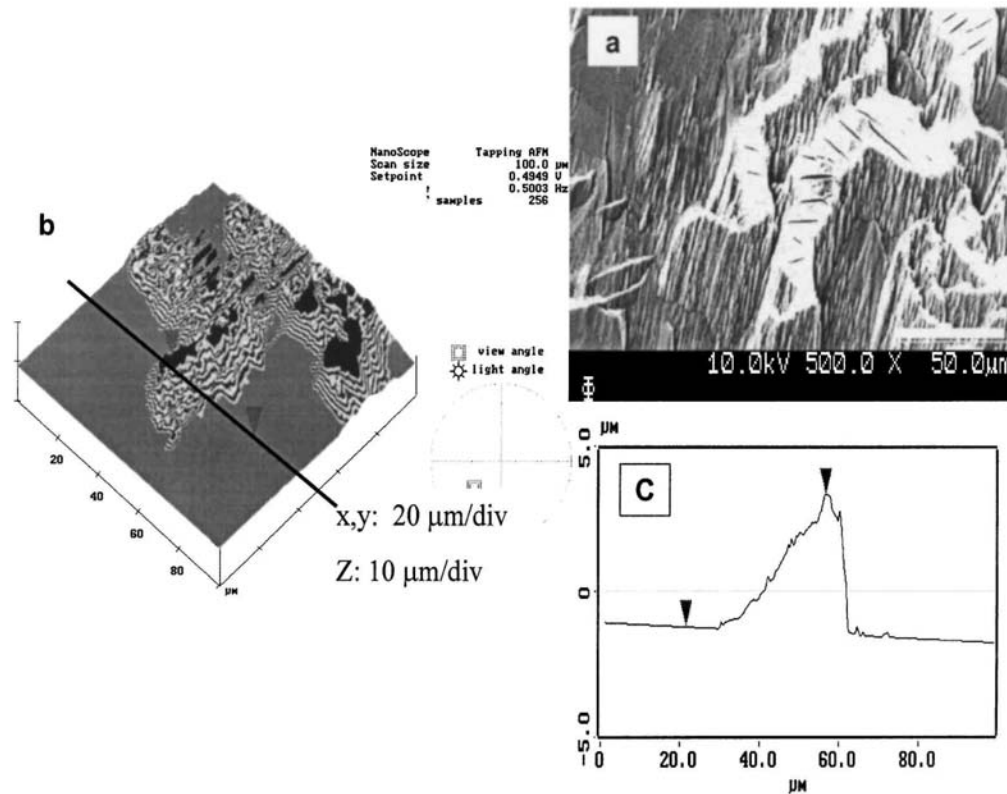 a
10.0kV 500.0 X 50.0µm
NanoScope Tapping AFM
Scan size 100.0 µm
Setpoint 0.4949 V
0.5003 Hz
samples 256
b
view angle
light angle
20
40
60
80
µm
x,y: 20 µm/div
Z: 10 µm/div
µm
5.0
C
0
-5.0
0 20.0 40.0 60.0 80.0
µm